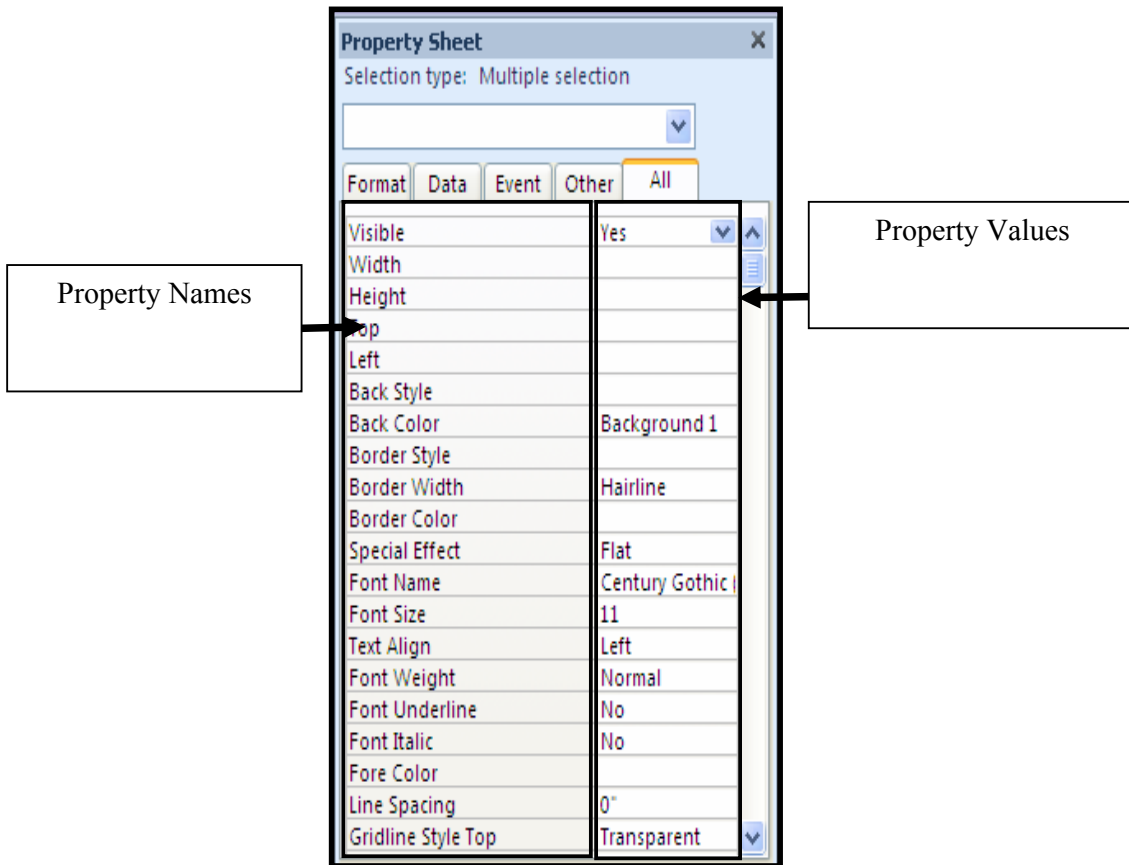 Property Sheet
Selection type: Multiple selection
Format Data Event Other All
Property Names
Property Values
Visible Yes
Width
Height
Top
Left
Back Style
Back Color Background 1
Border Style
Border Width Hairline
Border Color
Special Effect Flat
Font Name Century Gothic
Font Size 11
Text Align Left
Font Weight Normal
Font Underline No
Font Italic No
Fore Color
Line Spacing 0"
Gridline Style Top Transparent